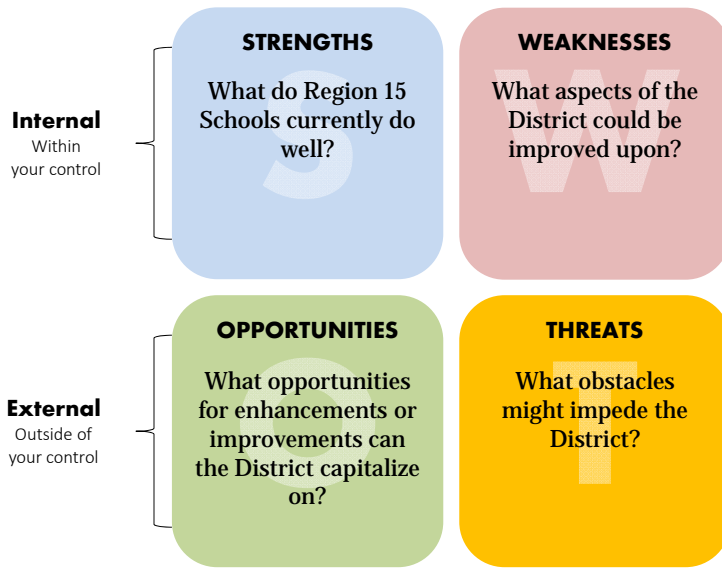 STRENGTHS
What do Region 15
Schools currently do
well?
S
WEAKNESSES
What aspects of the
District could be
improved upon?
W
Internal
Within
your control
OPPORTUNITIES
What opportunities
for enhancements or
improvements can
the District capitalize
on?
O
THREATS
What obstacles
might impede the
District?
T
External
Outside of
your control